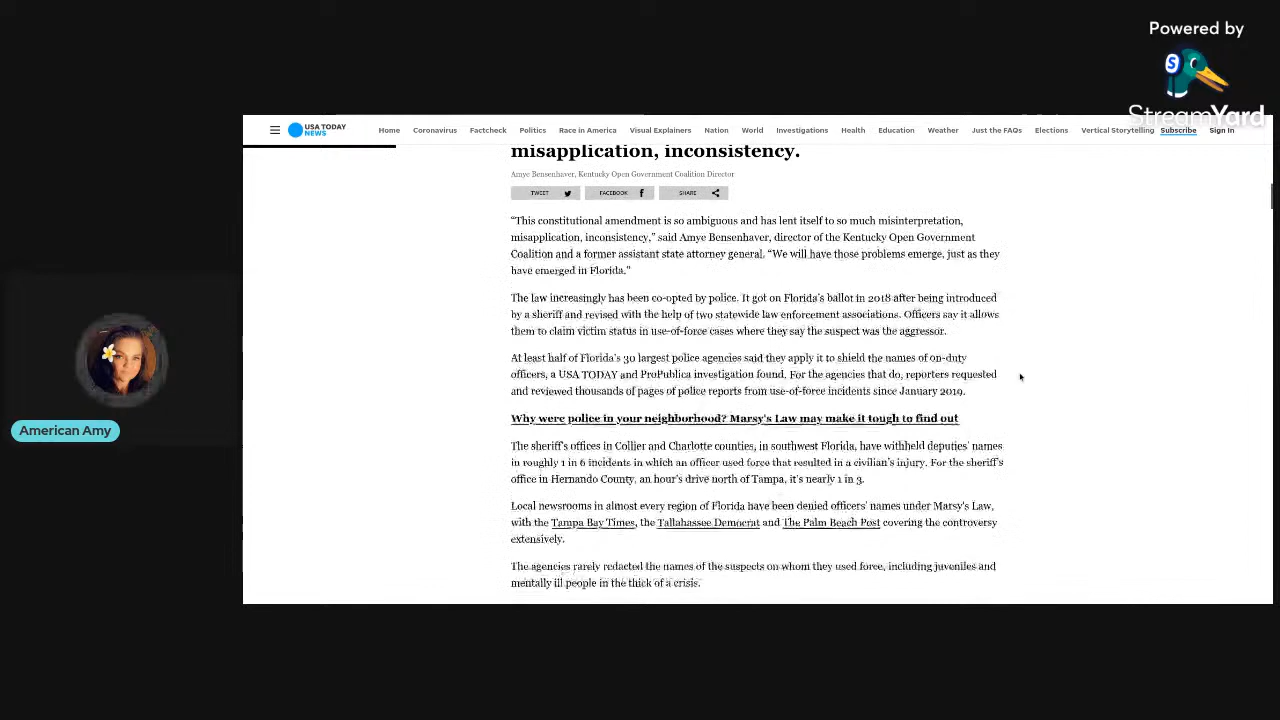 Powered by
S
StreamYard
USA TODAY
NEWS
Home Coronavirus Factcheck Politics Race in America Visual Explainers Nation World Investigations Health Education Weather Just the FAQs Elections Vertical Storytelling Subscribe Sign In
misapplication, inconsistency.
Amye Bensenhaver, Kentucky Open Government Coalition Director
TWEET FACEBOOK SHARE
“This constitutional amendment is so ambiguous and has lent itself to so much misinterpretation,
misapplication, inconsistency,” said Amye Bensenhaver, director of the Kentucky Open Government
Coalition and a former assistant state attorney general. “We will have those problems emerge, just as they
have emerged in Florida.”
The law increasingly has been co-opted by police. It got on Florida’s ballot in 2018 after being introduced
by a sheriff and revised with the help of two statewide law enforcement associations. Officers say it allows
them to claim victim status in use-of-force cases where they say the suspect was the aggressor.
At least half of Florida’s 30 largest police agencies said they apply it to shield the names of on-duty
officers, a USA TODAY and ProPublica investigation found. For the agencies that do, reporters requested
and reviewed thousands of pages of police reports from use-of-force incidents since January 2019.
Why were police in your neighborhood? Marsy's Law may make it tough to find out
The sheriff’s offices in Collier and Charlotte counties, in southwest Florida, have withheld deputies’ names
in roughly 1 in 6 incidents in which an officer used force that resulted in a civilian’s injury. For the sheriff’s
office in Hernando County, an hour’s drive north of Tampa, it’s nearly 1 in 3.
Local newsrooms in almost every region of Florida have been denied officers’ names under Marsy’s Law,
with the Tampa Bay Times, the Tallahassee Democrat and The Palm Beach Post covering the controversy
extensively.
The agencies rarely redacted the names of the suspects on whom they used force, including juveniles and
mentally ill people in the thick of a crisis.
American Amy